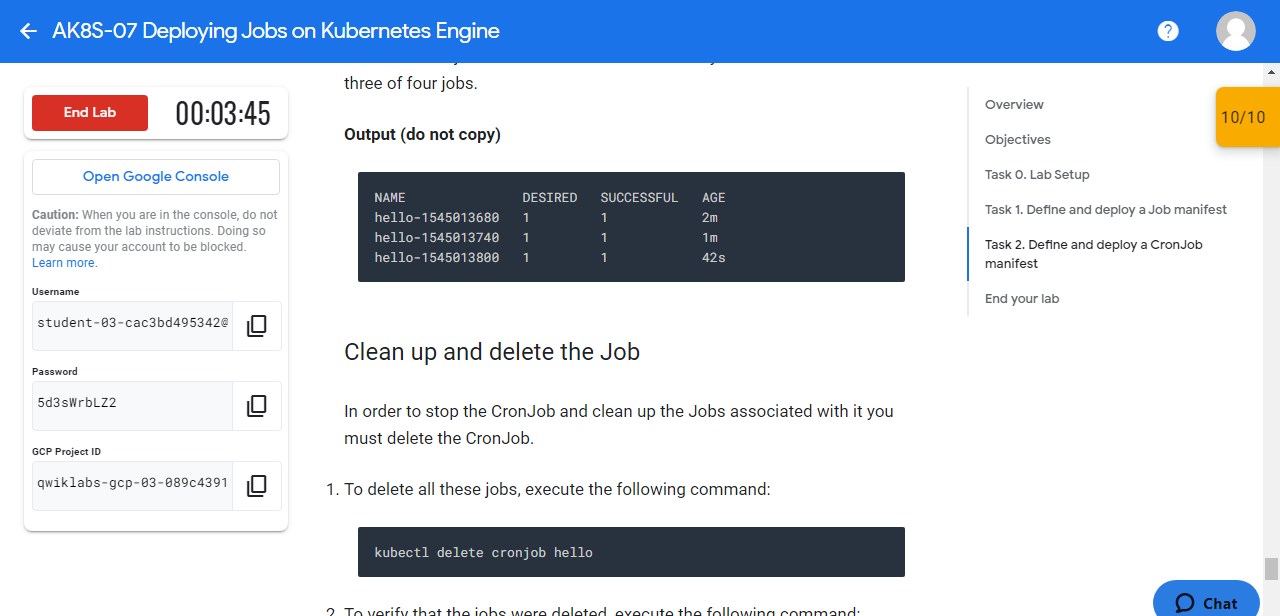 AK8S-07 Deploying Jobs on Kubernetes Engine
?
End Lab
00:03:45
Open Google Console
Caution: When you are in the console, do not
deviate from the lab instructions. Doing so
may cause your account to be blocked.
Learn more.
Username
student-03-cac3bd495342@
Password
5d3sWrbLZ2
GCP Project ID
qwiklabs-gcp-03-089c4391
three of four jobs.
Output (do not copy)
NAME DESIRED SUCCESSFUL AGE
hello-1545013680 1 1 2m
hello-1545013740 1 1 1m
hello-1545013800 1 1 42s
Clean up and delete the Job
In order to stop the CronJob and clean up the Jobs associated with it you
must delete the CronJob.
1. To delete all these jobs, execute the following command:
kubectl delete cronjob hello
2. To verify that the jobs were deleted, execute the following command:
Overview
Objectives
Task 0. Lab Setup
Task 1. Define and deploy a Job manifest
Task 2. Define and deploy a CronJob
manifest
End your lab
10/10
Chat